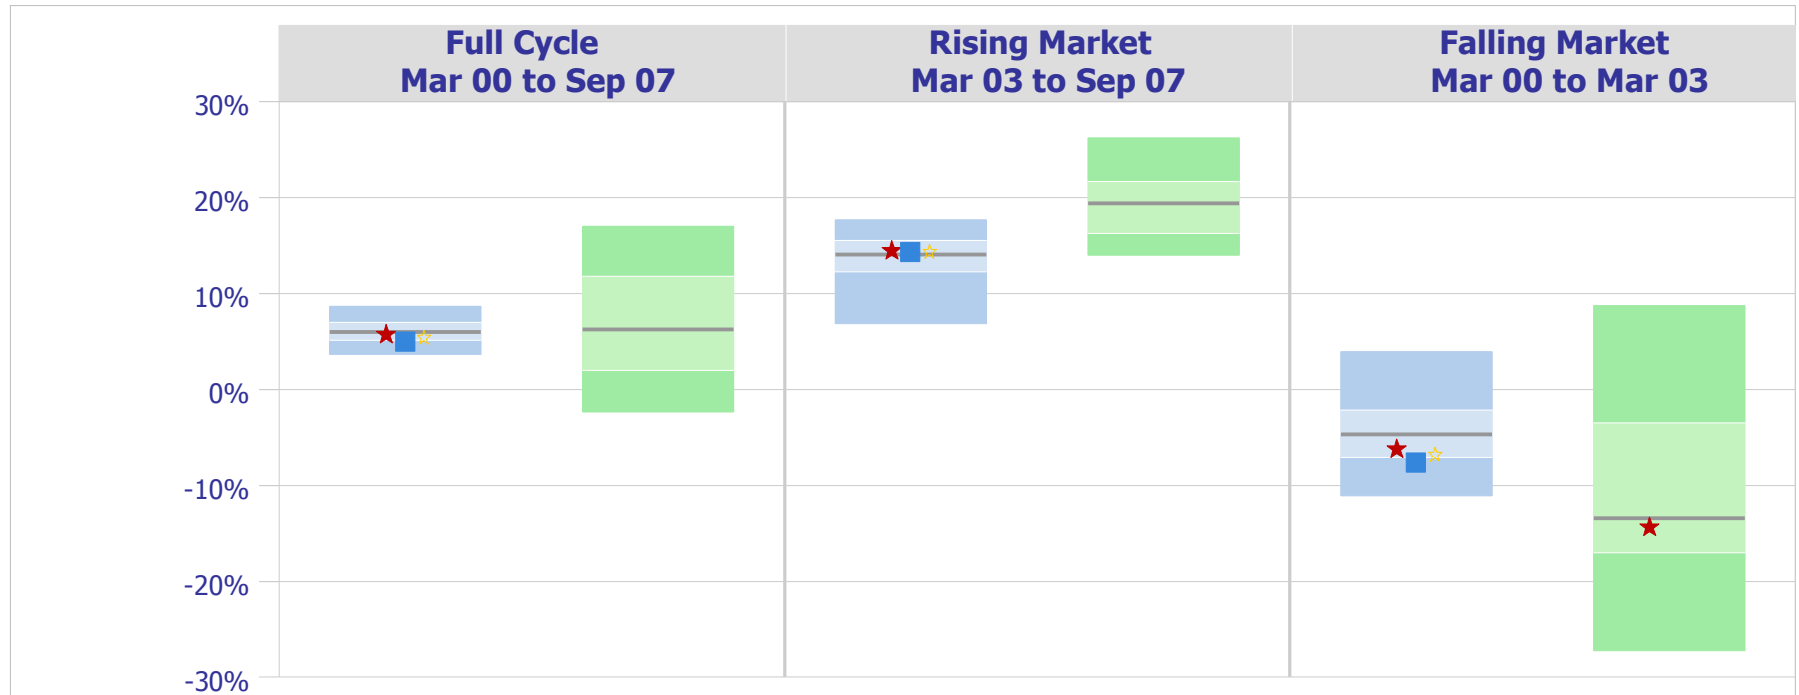 Full Cycle
Mar 00 to Sep 07
Rising Market
Mar 03 to Sep 07
Falling Market
Mar 00 to Mar 03
30%
20%
10%
0%
-10%
-20%
-30%